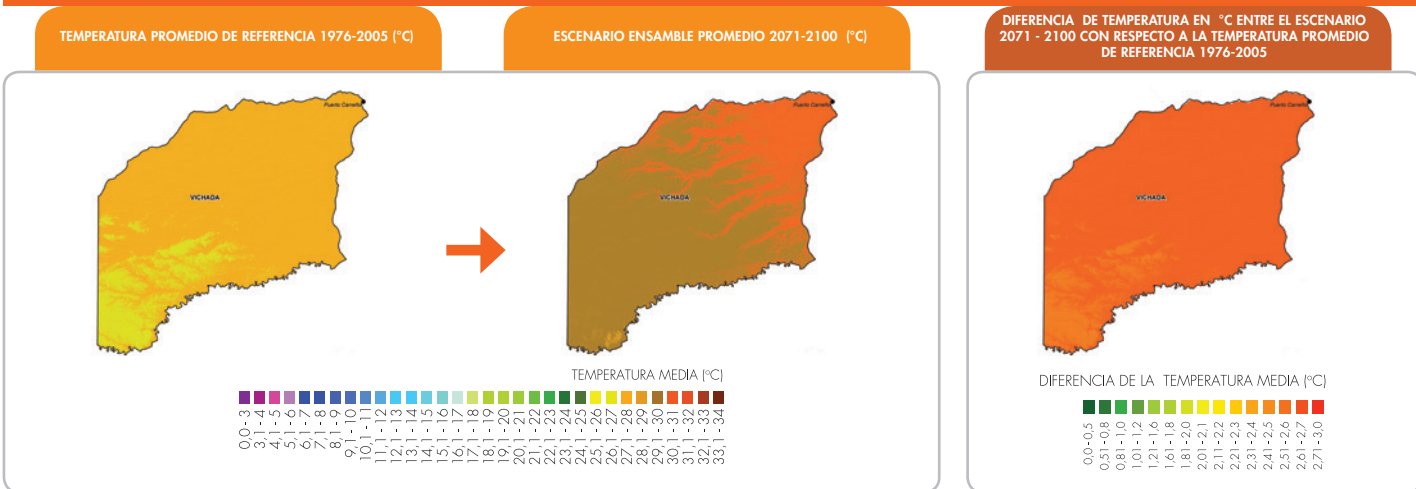 TEMPERATURA PROMEDIO DE REFERENCIA 1976-2005 (°C)
ESCENARIO ENSAMBLE PROMEDIO 2071-2100 (°C)
DIFERENCIA DE TEMPERATURA EN °C ENTRE EL ESCENARIO
2071 - 2100 CON RESPECTO A LA TEMPERATURA PROMEDIO
DE REFERENCIA 1976-2005
Puerto Carreño
VICHADA
Puerto Carreño
VICHADA
Puerto Carreño
VICHADA
TEMPERATURA MEDIA (°C)
0,0 - 3
3,1 - 4
4,1 - 5
5,1 - 6
6,1 - 7
7,1 - 8
8,1 - 9
9,1 - 10
10,1 - 11
11,1 - 12
12,1 - 13
13,1 - 14
14,1 - 15
15,1 - 16
16,1 - 17
17,1 - 18
18,1 - 19
19,1 - 20
20,1 - 21
21,1 - 22
22,1 - 23
23,1 - 24
24,1 - 25
25,1 - 26
26,1 - 27
27,1 - 28
28,1 - 29
29,1 - 30
30,1 - 31
31,1 - 32
32,1 - 33
33,1 - 34
DIFERENCIA DE LA TEMPERATURA MEDIA (°C)
0,0 - 0,5
0,51 - 0,8
0,81 - 1,0
1,01 - 1,2
1,21 - 1,6
1,61 - 1,8
1,81 - 2,0
2,01 - 2,1
2,11 - 2,2
2,21 - 2,3
2,31 - 2,4
2,41 - 2,5
2,51 - 2,6
2,61 - 2,7
2,71 - 3,0